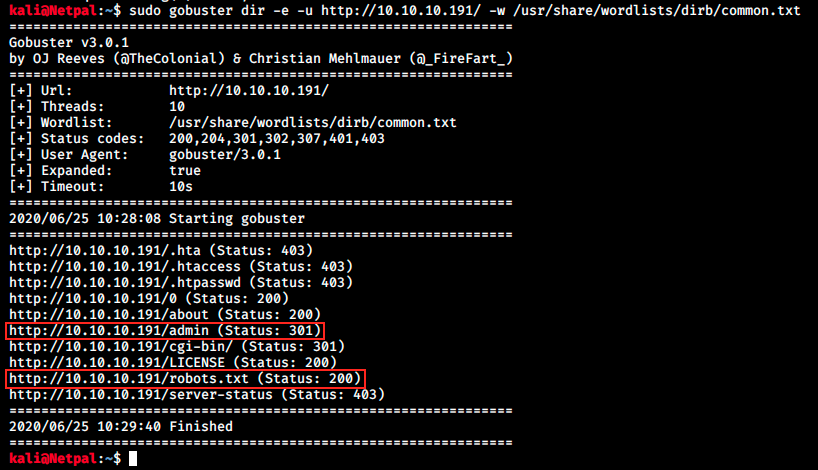 kali@Netpal:~$ sudo gobuster dir -e -u http://10.10.10.191/ -w /usr/share/wordlists/dirb/common.txt
===============================================================
Gobuster v3.0.1
by OJ Reeves (@TheColonial) & Christian Mehlmauer (@_FireFart_)
===============================================================
[+] Url:            http://10.10.10.191/
[+] Threads:        10
[+] Wordlist:       /usr/share/wordlists/dirb/common.txt
[+] Status codes:   200,204,301,302,307,401,403
[+] User Agent:     gobuster/3.0.1
[+] Expanded:       true
[+] Timeout:        10s
===============================================================
2020/06/25 10:28:08 Starting gobuster
===============================================================
http://10.10.10.191/.hta (Status: 403)
http://10.10.10.191/.htaccess (Status: 403)
http://10.10.10.191/.htpasswd (Status: 403)
http://10.10.10.191/0 (Status: 200)
http://10.10.10.191/about (Status: 200)
http://10.10.10.191/admin (Status: 301)
http://10.10.10.191/cgi-bin/ (Status: 301)
http://10.10.10.191/LICENSE (Status: 200)
http://10.10.10.191/robots.txt (Status: 200)
http://10.10.10.191/server-status (Status: 403)
===============================================================
2020/06/25 10:29:40 Finished
===============================================================
kali@Netpal:~$